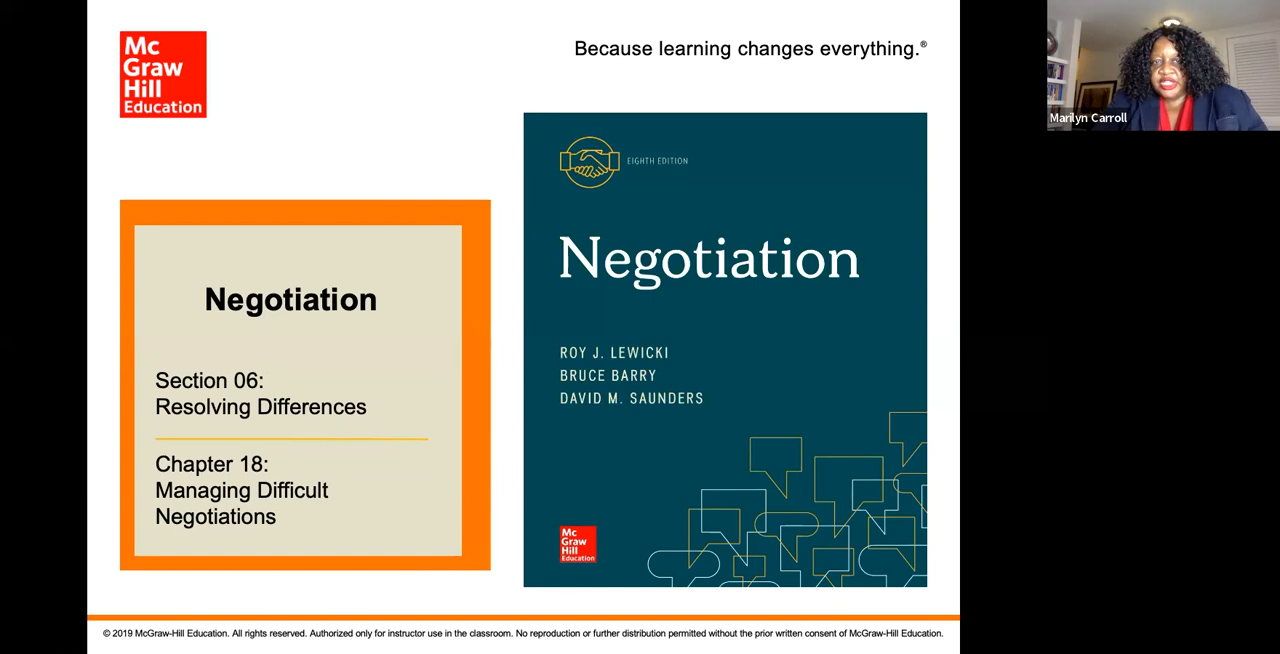 Mc
Graw
Hill
Education
Because learning changes everything.®
Marilyn Carroll
EIGHTH EDITION
Negotiation
ROY J. LEWICKI
BRUCE BARRY
DAVID M. SAUNDERS
Mc
Graw
Hill
Education
Negotiation
Section 06:
Resolving Differences
Chapter 18:
Managing Difficult
Negotiations
© 2019 McGraw-Hill Education. All rights reserved. Authorized only for instructor use in the classroom. No reproduction or further distribution permitted without the prior written consent of McGraw-Hill Education.